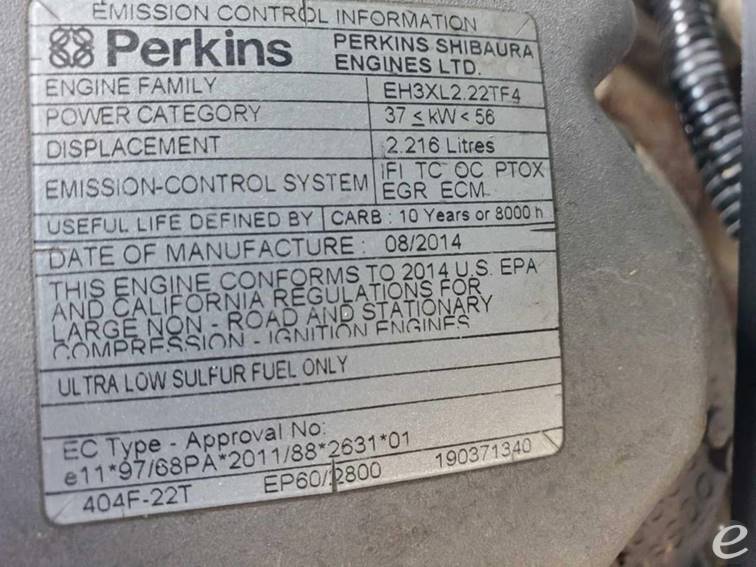 EMISSION CONTROL INFORMATION
Perkins PERKINS SHIBAURA
ENGINES LTD.
ENGINE FAMILY EH3XL2.22TF4
POWER CATEGORY 37 ≤ kW < 56
DISPLACEMENT 2.216 Litres
EMISSION-CONTROL SYSTEM IFI TC OC PTOX
EGR ECM
USEFUL LIFE DEFINED BY CARB : 10 Years or 8000 h
DATE OF MANUFACTURE : 08/2014
THIS ENGINE CONFORMS TO 2014 U.S. EPA
AND CALIFORNIA REGULATIONS FOR
LARGE NON - ROAD AND STATIONARY
COMPRESSION - IGNITION ENGINES
ULTRA LOW SULFUR FUEL ONLY
EC Type - Approval No:
e11*97/68PA*2011/88*2631*01
404F-22T EP60/2800 190371340
e